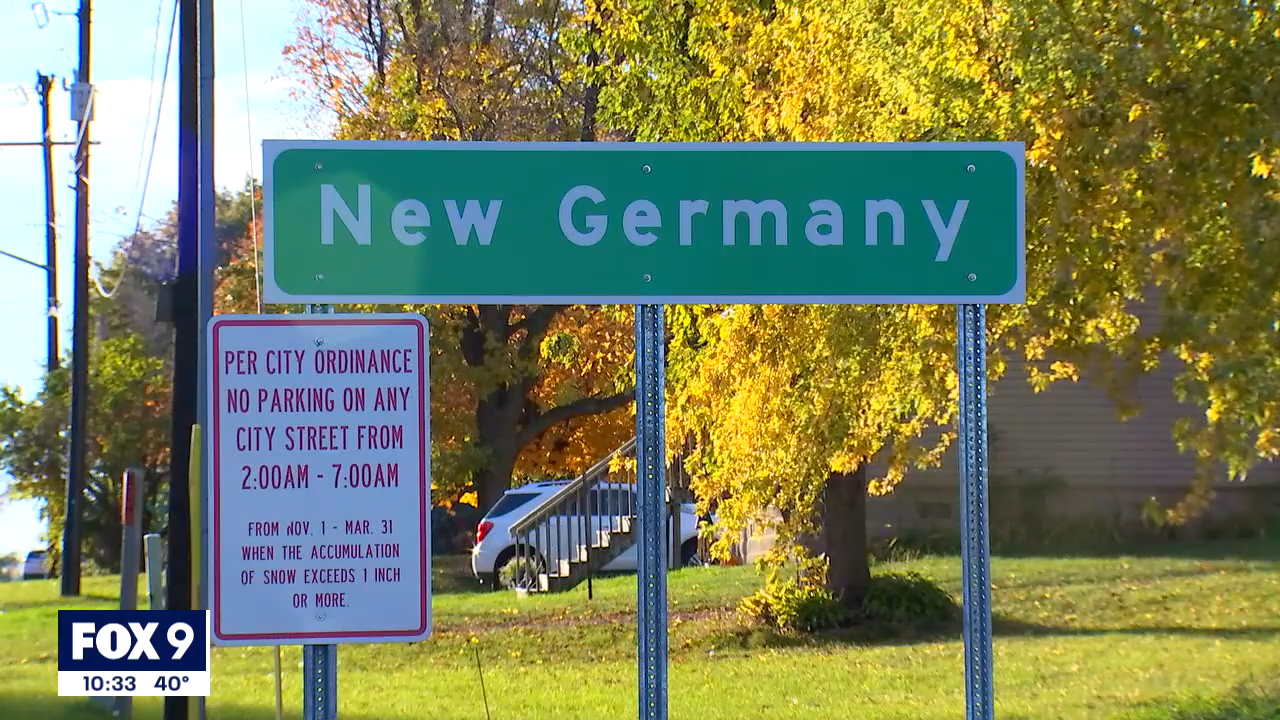 New Germany
PER CITY ORDINANCE
NO PARKING ON ANY
CITY STREET FROM
2:00AM - 7:00AM
FROM NOV. 1 - MAR. 31
WHEN THE ACCUMULATION
OF SNOW EXCEEDS 1 INCH
OR MORE.
FOX 9
10:33 40°